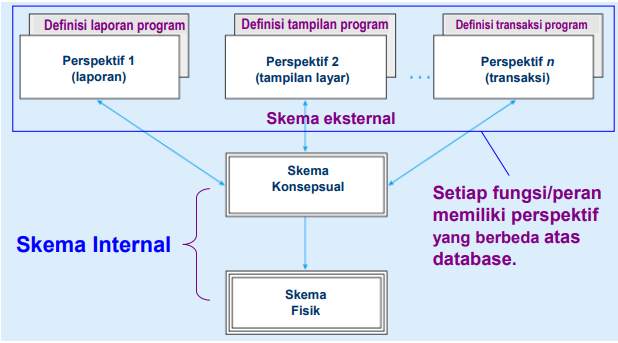 Definisi laporan program
Definisi tampilan program
Definisi transaksi program
Perspektif 1
(laporan)
Perspektif 2
(tampilan layar)
...
Perspektif n
(transaksi)
Skema eksternal
Skema
Konsepsual
Setiap fungsi/peran
memiliki perspektif
yang berbeda atas
database.
Skema Internal
Skema
Fisik